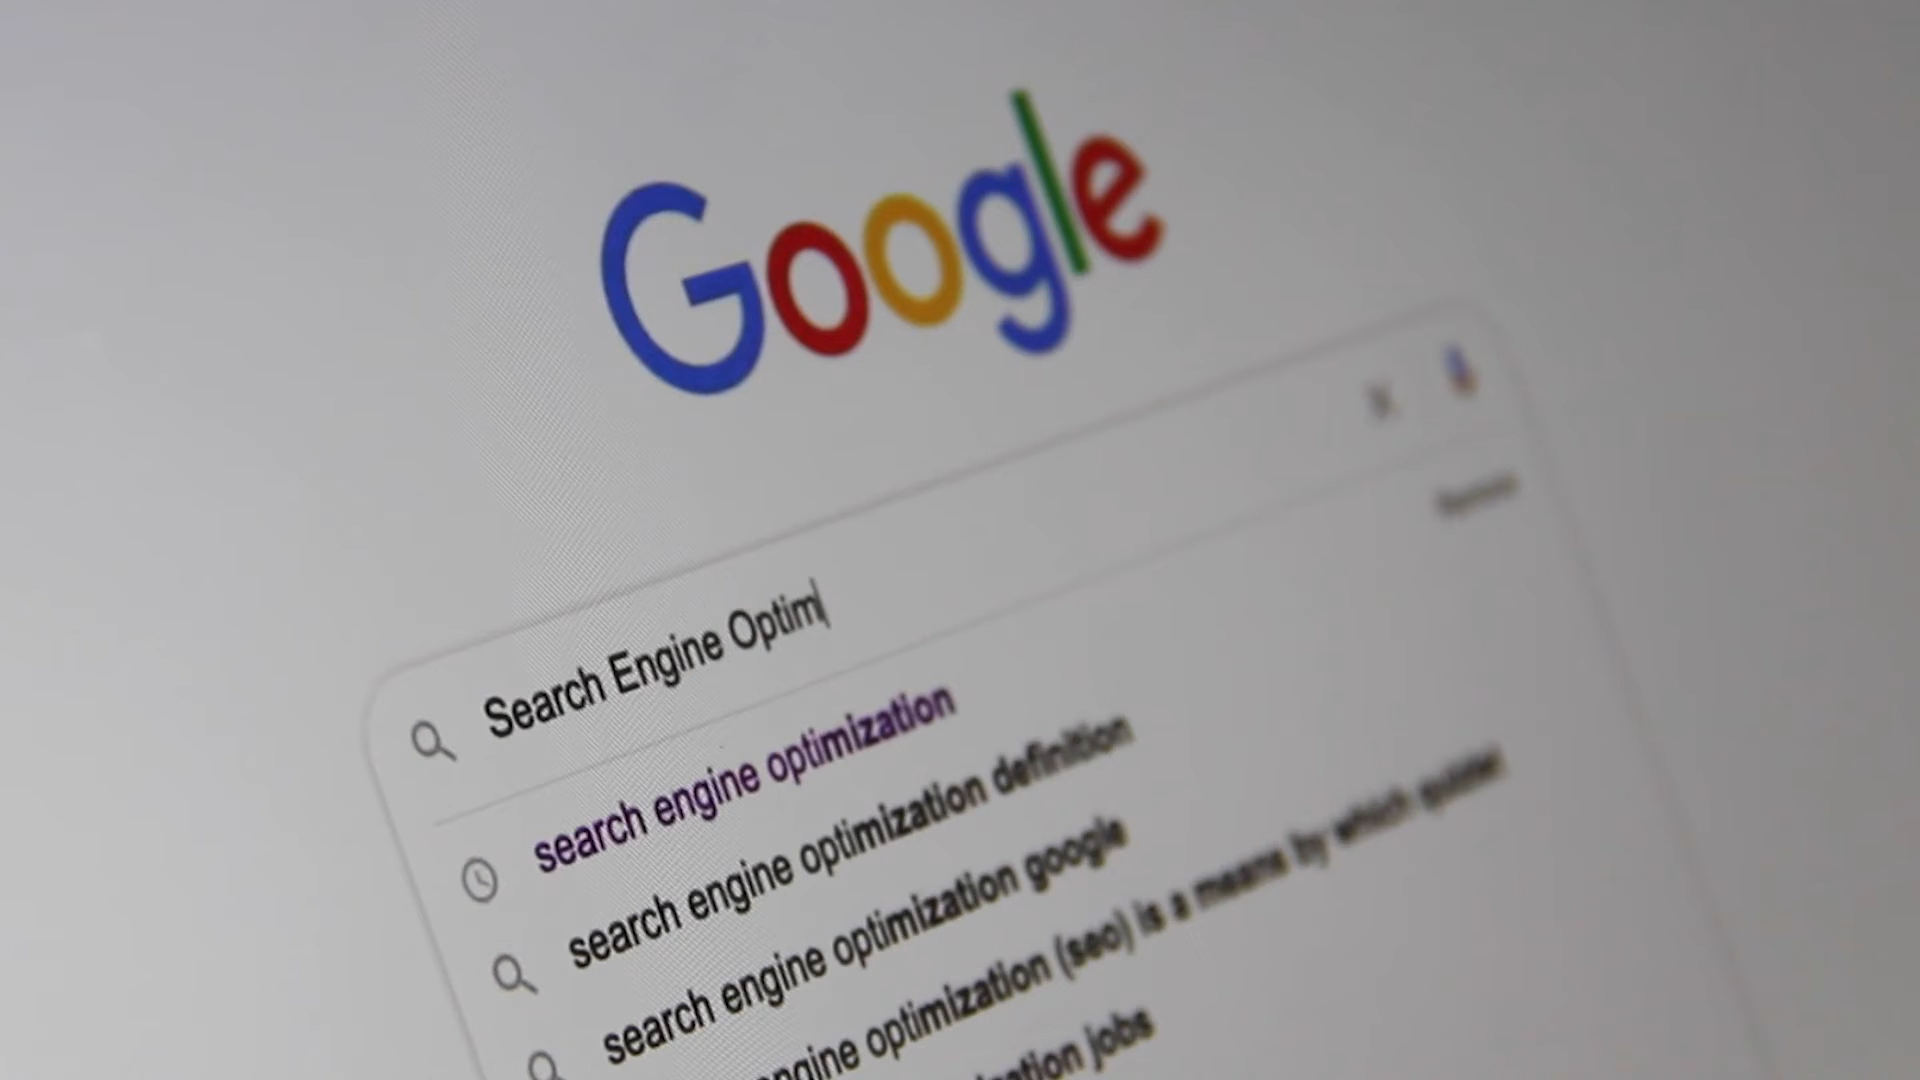 Google
Search Engine Optim
search engine optimization
search engine optimization definition
search engine optimization google
engine optimization (seo) is a means by which
jobs